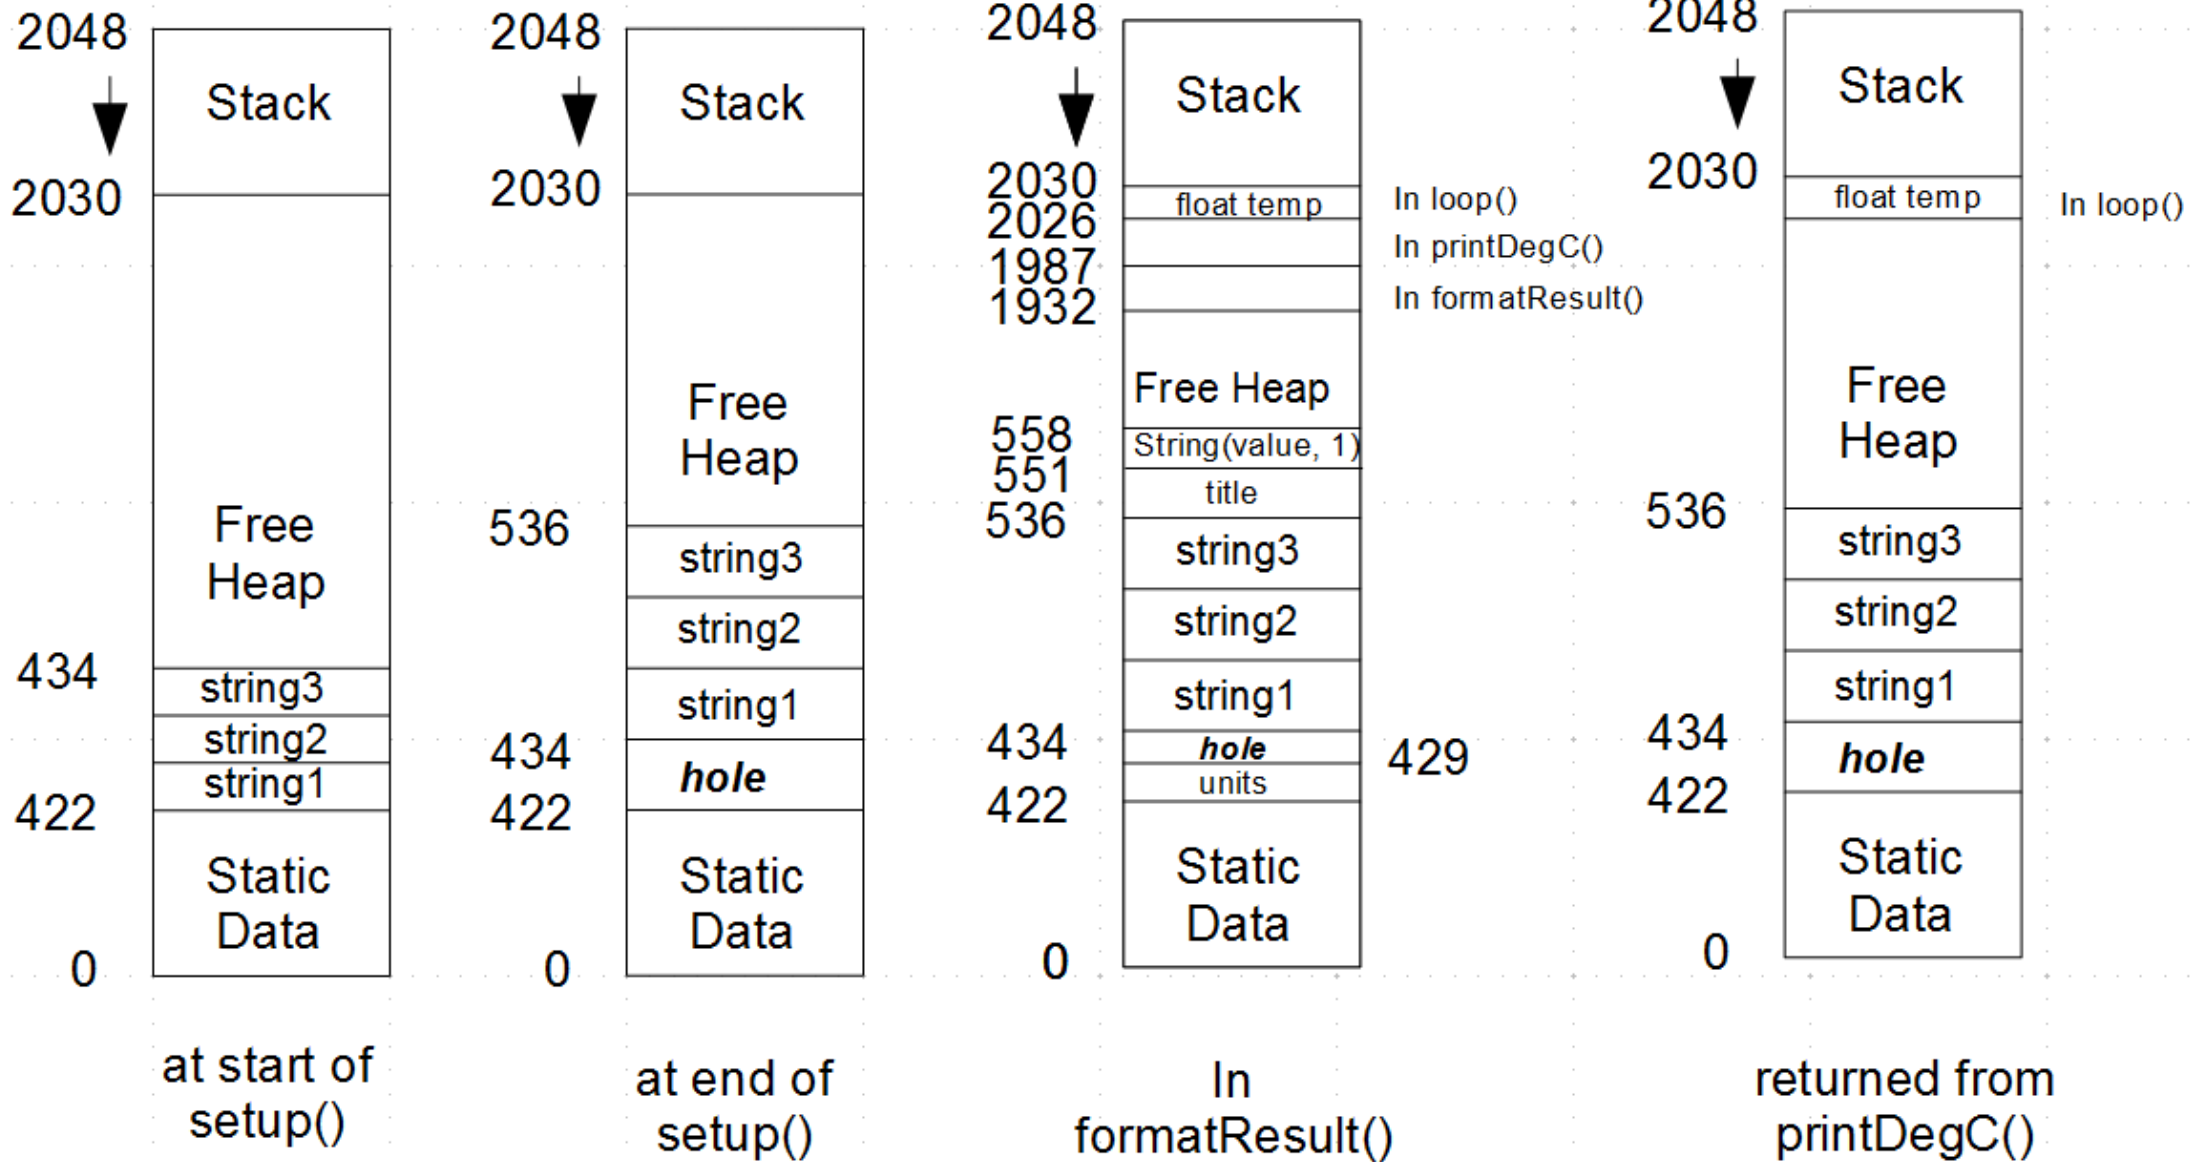 2048
Stack
2030
Free
Heap
434
string3
string2
string1
422
Static
Data
0
at start of
setup()
2048
Stack
2030
Free
Heap
536
string3
string2
string1
434
hole
422
Static
Data
0
at end of
setup()
2048
Stack
2030
float temp
In loop()
2026
In printDegC()
1987
In formatResult()
1932
Free Heap
558
String(value, 1)
551
title
536
string3
string2
string1
434
hole
429
units
422
Static
Data
0
In
formatResult()
2048
Stack
2030
float temp
In loop()
Free
Heap
536
string3
string2
string1
434
hole
422
Static
Data
0
returned from
printDegC()